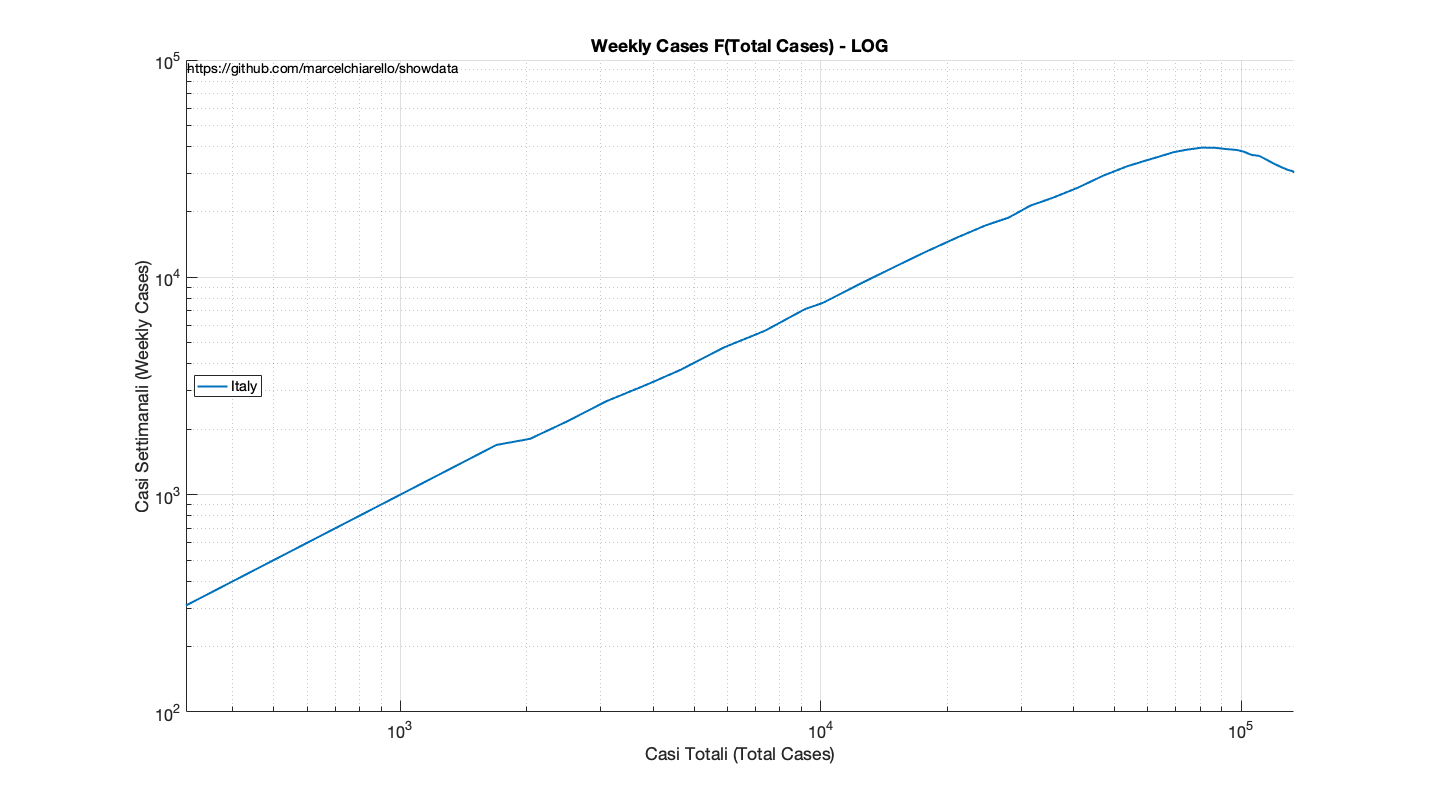 Weekly Cases F(Total Cases) - LOG
https://github.com/marcelchiarello/showdata
10^5
10^4
10^3
10^2
Casi Settimanali (Weekly Cases)
Italy
10^3
10^4
10^5
Casi Totali (Total Cases)